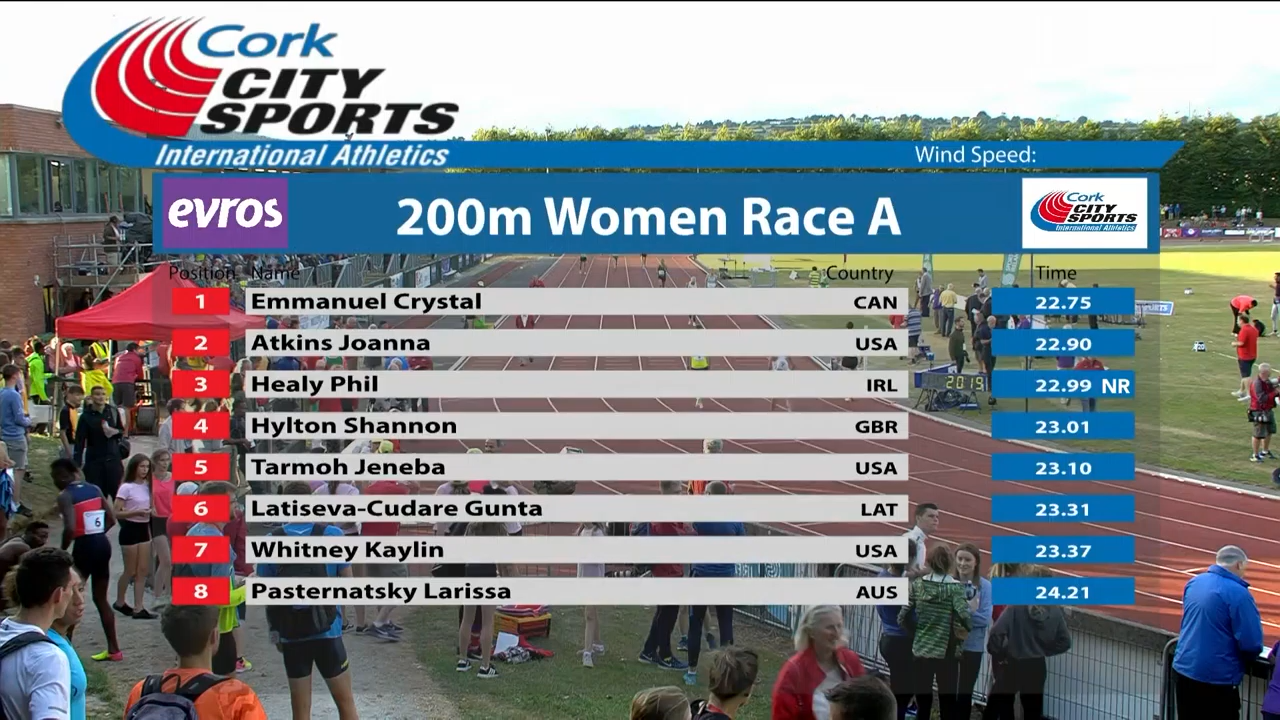 Cork
CITY
SPORTS
International Athletics
Wind Speed:
evros
200m Women Race A
Cork
CITY
SPORTS
International Athletics
Position Name Country Time
1 Emmanuel Crystal CAN 22.75
2 Atkins Joanna USA 22.90
3 Healy Phil IRL 22.99 NR
4 Hylton Shannon GBR 23.01
5 Tarmoh Jeneba USA 23.10
6 Latiseva-Cudare Gunta LAT 23.31
7 Whitney Kaylin USA 23.37
8 Pasternatsky Larissa AUS 24.21
6